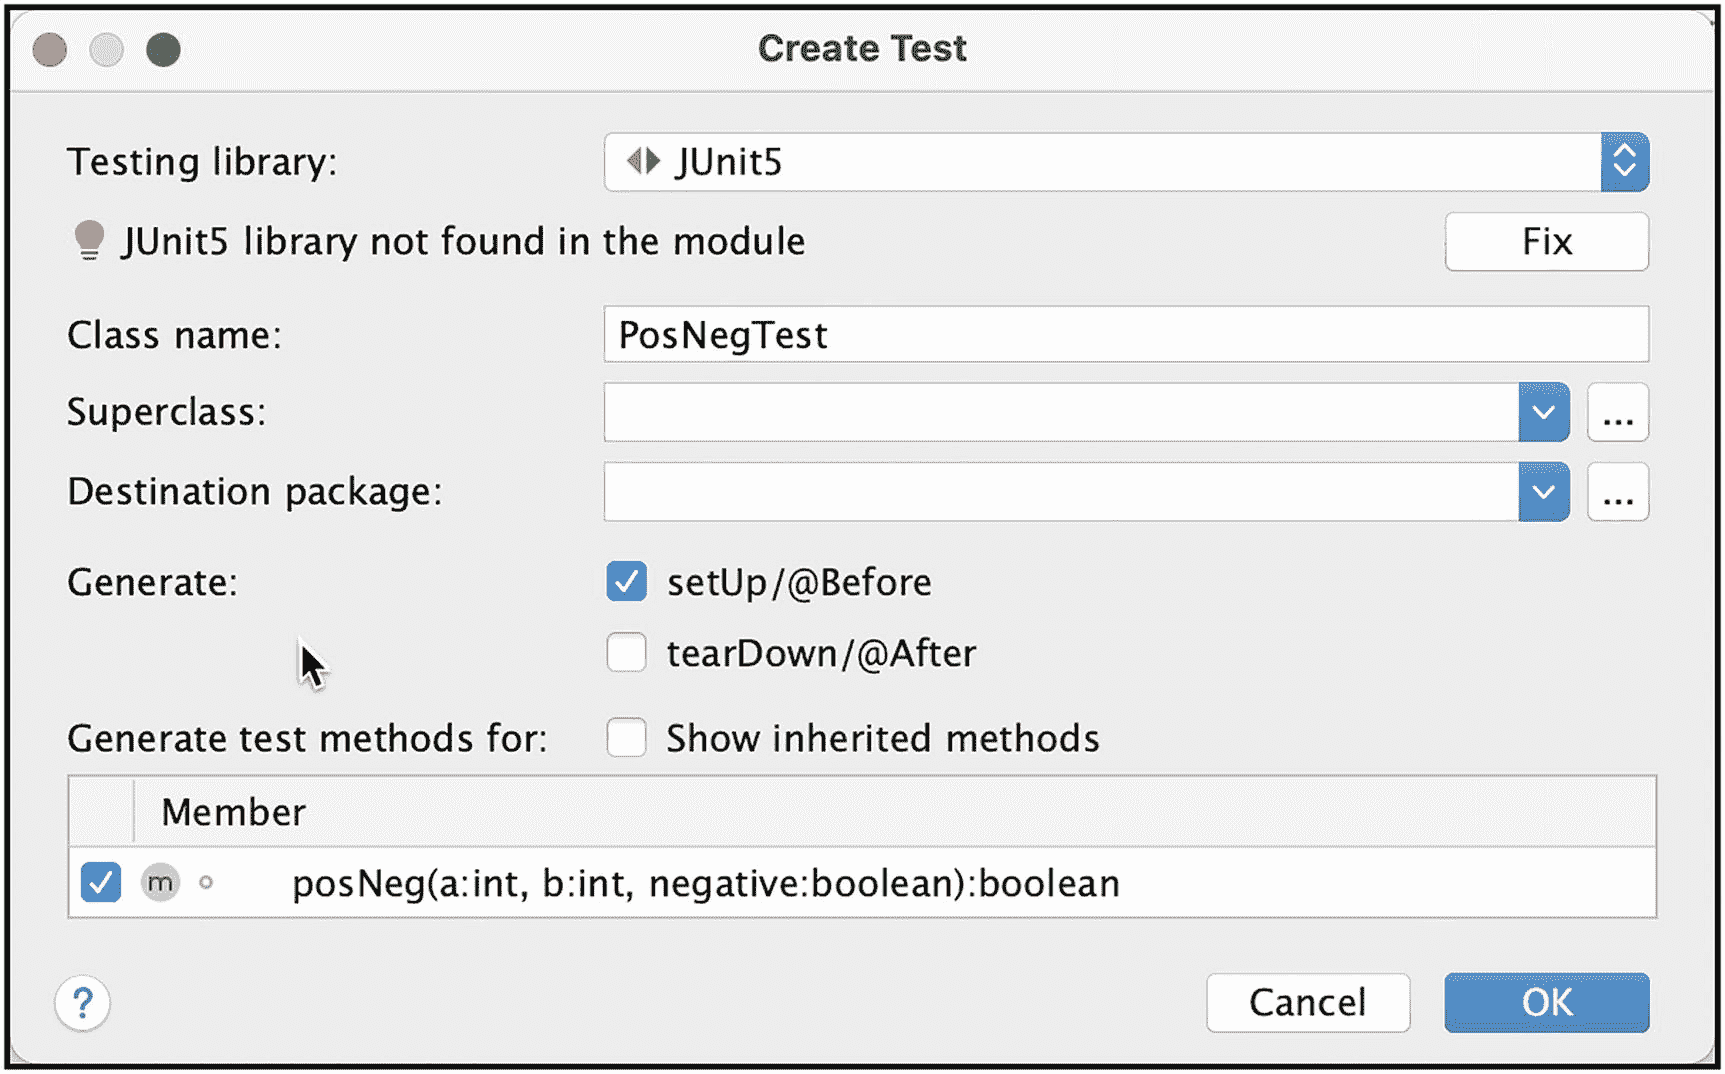 Create Test
Testing library: JUnit5
JUnit5 library not found in the module Fix
Class name: PosNegTest
Superclass: ...
Destination package: ...
Generate: setUp/@Before
tearDown/@After
Generate test methods for: Show inherited methods
Member
m posNeg(a:int, b:int, negative:boolean):boolean
? Cancel OK